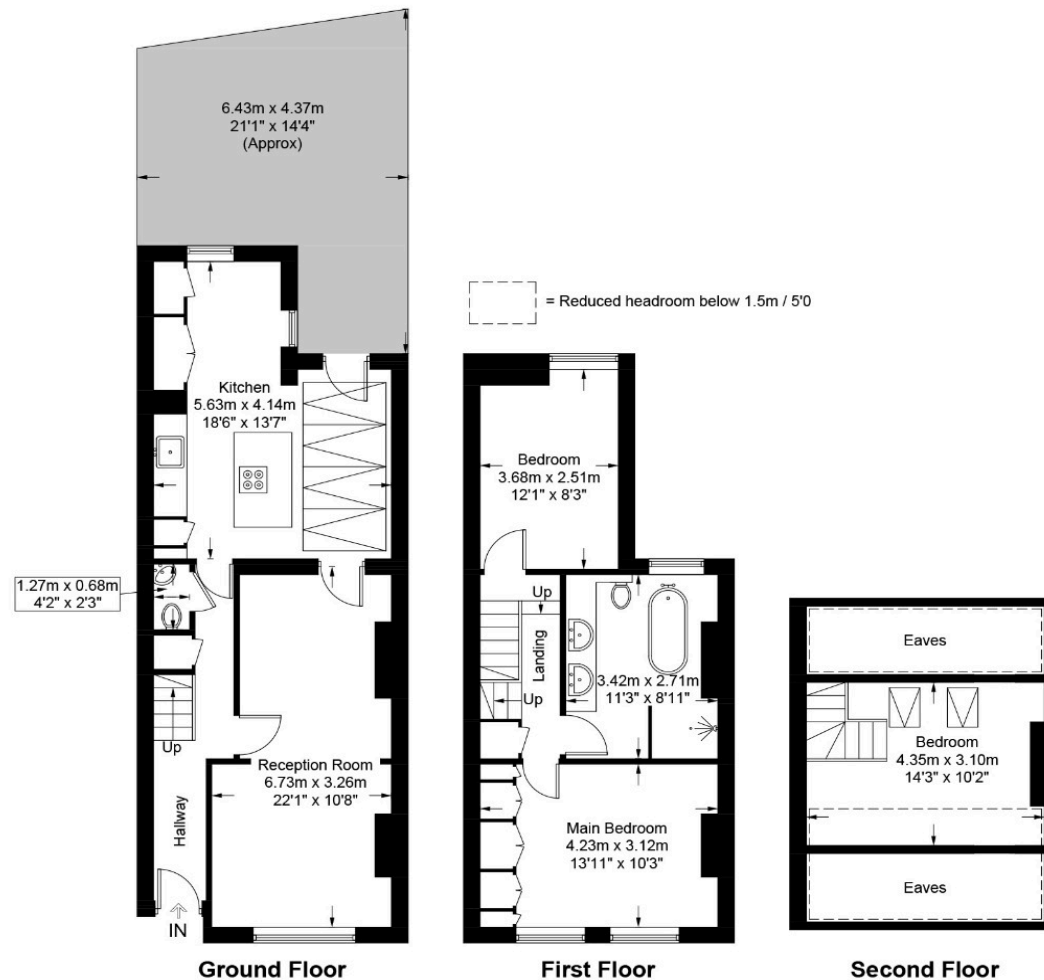 6.43m x 4.37m
21'1" x 14'4"
(Approx)
= Reduced headroom below 1.5m / 5'0
Kitchen
5.63m x 4.14m
18'6" x 13'7"
1.27m x 0.68m
4'2" x 2'3"
Up
Hallway
Reception Room
6.73m x 3.26m
22'1" x 10'8"
IN
Ground Floor
Bedroom
3.68m x 2.51m
12'1" x 8'3"
Up
Landing
Up
3.42m x 2.71m
11'3" x 8'11"
Main Bedroom
4.23m x 3.12m
13'11" x 10'3"
First Floor
Eaves
Bedroom
4.35m x 3.10m
14'3" x 10'2"
Eaves
Second Floor